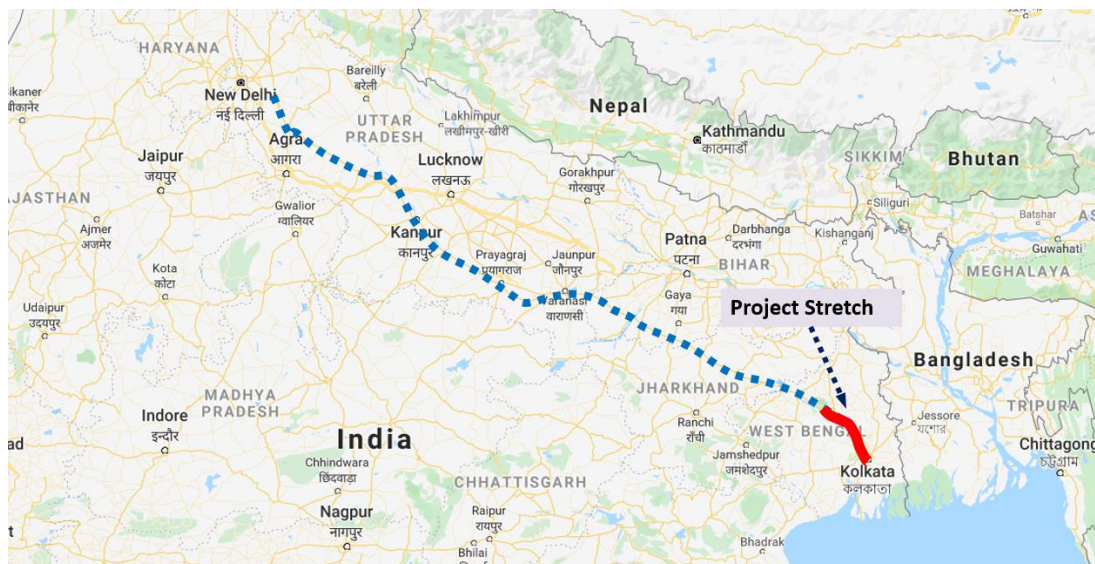 HARYANA
New Delhi
नई दिल्ली
Bareilly
बरेली
Nepal
Kathmandu
काठमाडौं
SIKKIM
Bhutan
Siliguri
UTTAR
PRADESH
Lakhimpur
लखीमपुर-खीरी
Agra
आगरा
Lucknow
लखनऊ
Gorakhpur
गोरखपुर
Jaipur
जयपुर
Gwalior
ग्वालियर
Ajmer
अजमेर
Kanpur
कानपुर
Prayagraj
प्रयागराज
Jaunpur
जौनपुर
Varanasi
वाराणसी
Patna
पटना
Darbhanga
दरभंगा
Kishanganj
BIHAR
Gaya
गया
Batshar
Guwahati
MEGHALAYA
Kota
कोटा
Udaipur
उदयपुर
Project Stretch
Bangladesh
TRIPURA
MADHYA
PRADESH
Indore
इन्दौर
India
JHARKHAND
Ranchi
राँची
Jamshedpur
जमशेदपुर
WEST BENGAL
Jessore
যশোর
Kolkata
কলকাতা
Chittagong
চট্টগ্রাম
Chhindwara
छिंदवाड़ा
CHHATTISGARH
Nagpur
नागपुर
Raipur
रायपुर
Bhilai
Bhadrak